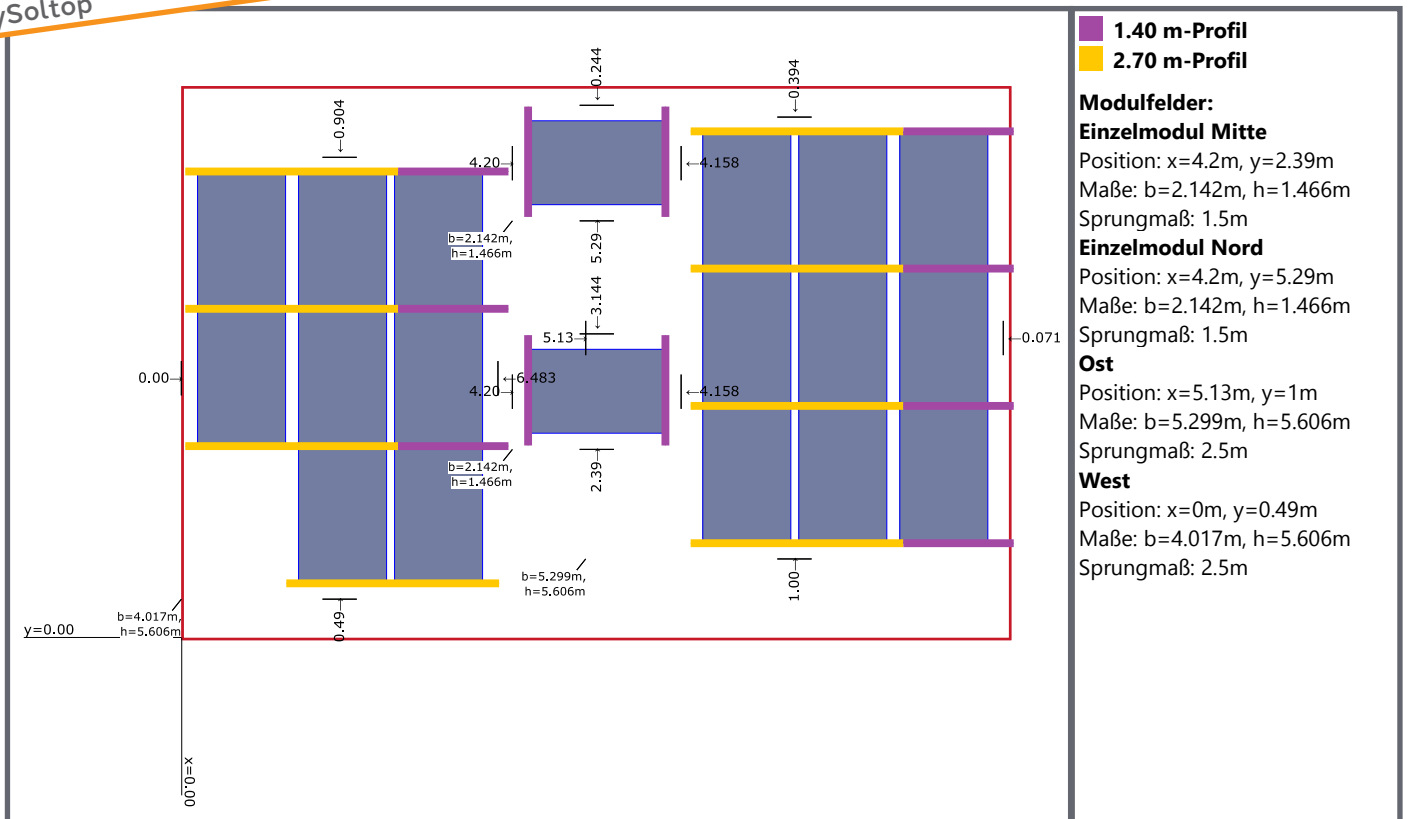 ySoltop
0.904
0.244
0.394
4.20
4.158
b=2.142m,
h=1.466m
5.29
3.144
5.13
0.071
0.00
6.483
4.20
4.158
b=2.142m,
h=1.466m
2.39
b=5.299m,
h=5.606m
1.00
0.49
b=4.017m,
h=5.606m
y=0.00
x=0.00
1.40 m-Profil
2.70 m-Profil
Modulfelder:
Einzelmodul Mitte
Position: x=4.2m, y=2.39m
Maße: b=2.142m, h=1.466m
Sprungmaß: 1.5m
Einzelmodul Nord
Position: x=4.2m, y=5.29m
Maße: b=2.142m, h=1.466m
Sprungmaß: 1.5m
Ost
Position: x=5.13m, y=1m
Maße: b=5.299m, h=5.606m
Sprungmaß: 2.5m
West
Position: x=0m, y=0.49m
Maße: b=4.017m, h=5.606m
Sprungmaß: 2.5m